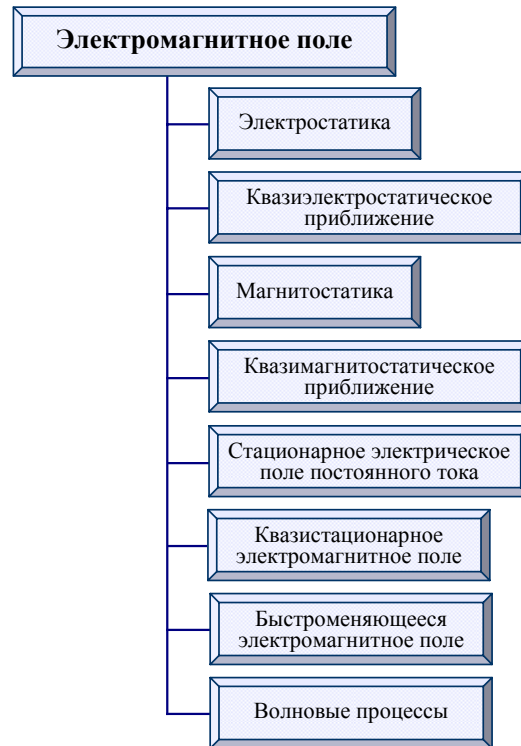 Электромагнитное поле
Электростатика
Квазиэлектростатическое
приближение
Магнитостатика
Квазимагнитостатическое
приближение
Стационарное электрическое
поле постоянного тока
Квазистационарное
электромагнитное поле
Быстроменяющееся
электромагнитное поле
Волновые процессы